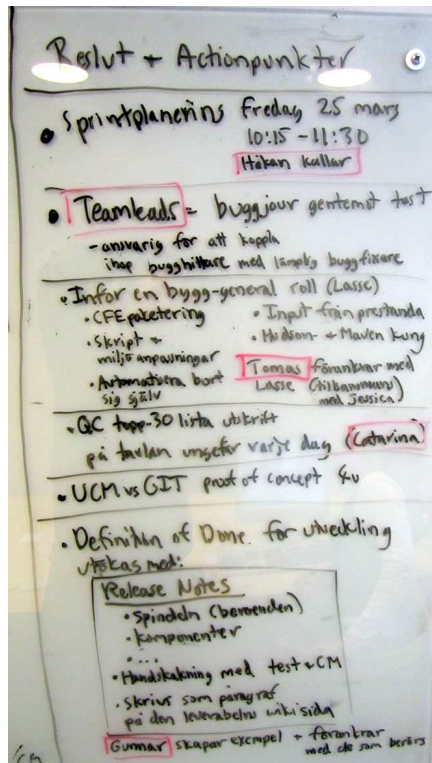 Beslut + Actionpunkter
• Sprintplanering Fredag 25 mars
10:15 - 11:30
Håkan kallar
• Teamleads = buggjour gentemot test
- ansvarig för att koppla
ihop bugghittare med lämplig buggfixare
• Inför en bygg-general roll (Lasse)
• CFE paketering
• Skript +
miljöanpassningar
• Automatisera bort
sig själv
• Input från prestanda
• Hudson- & Maven kung
Tomas förankrar med
Lasse (tillsammans
med Jessica)
• QC topp-30 lista utskrift
på tavlan ungefär varje dag (Catarina)
• UCM vs GIT proof of concept
• Definition of Done för utveckling
utökas med:
Release Notes
• Spindeln (beroenden)
• Komponenter
• ....
• Handskakning med test + CM
• Skrivs som paragraf
på den leverabelns wikisida
Gunnar skapar exempel + förankrar
med de som berörs